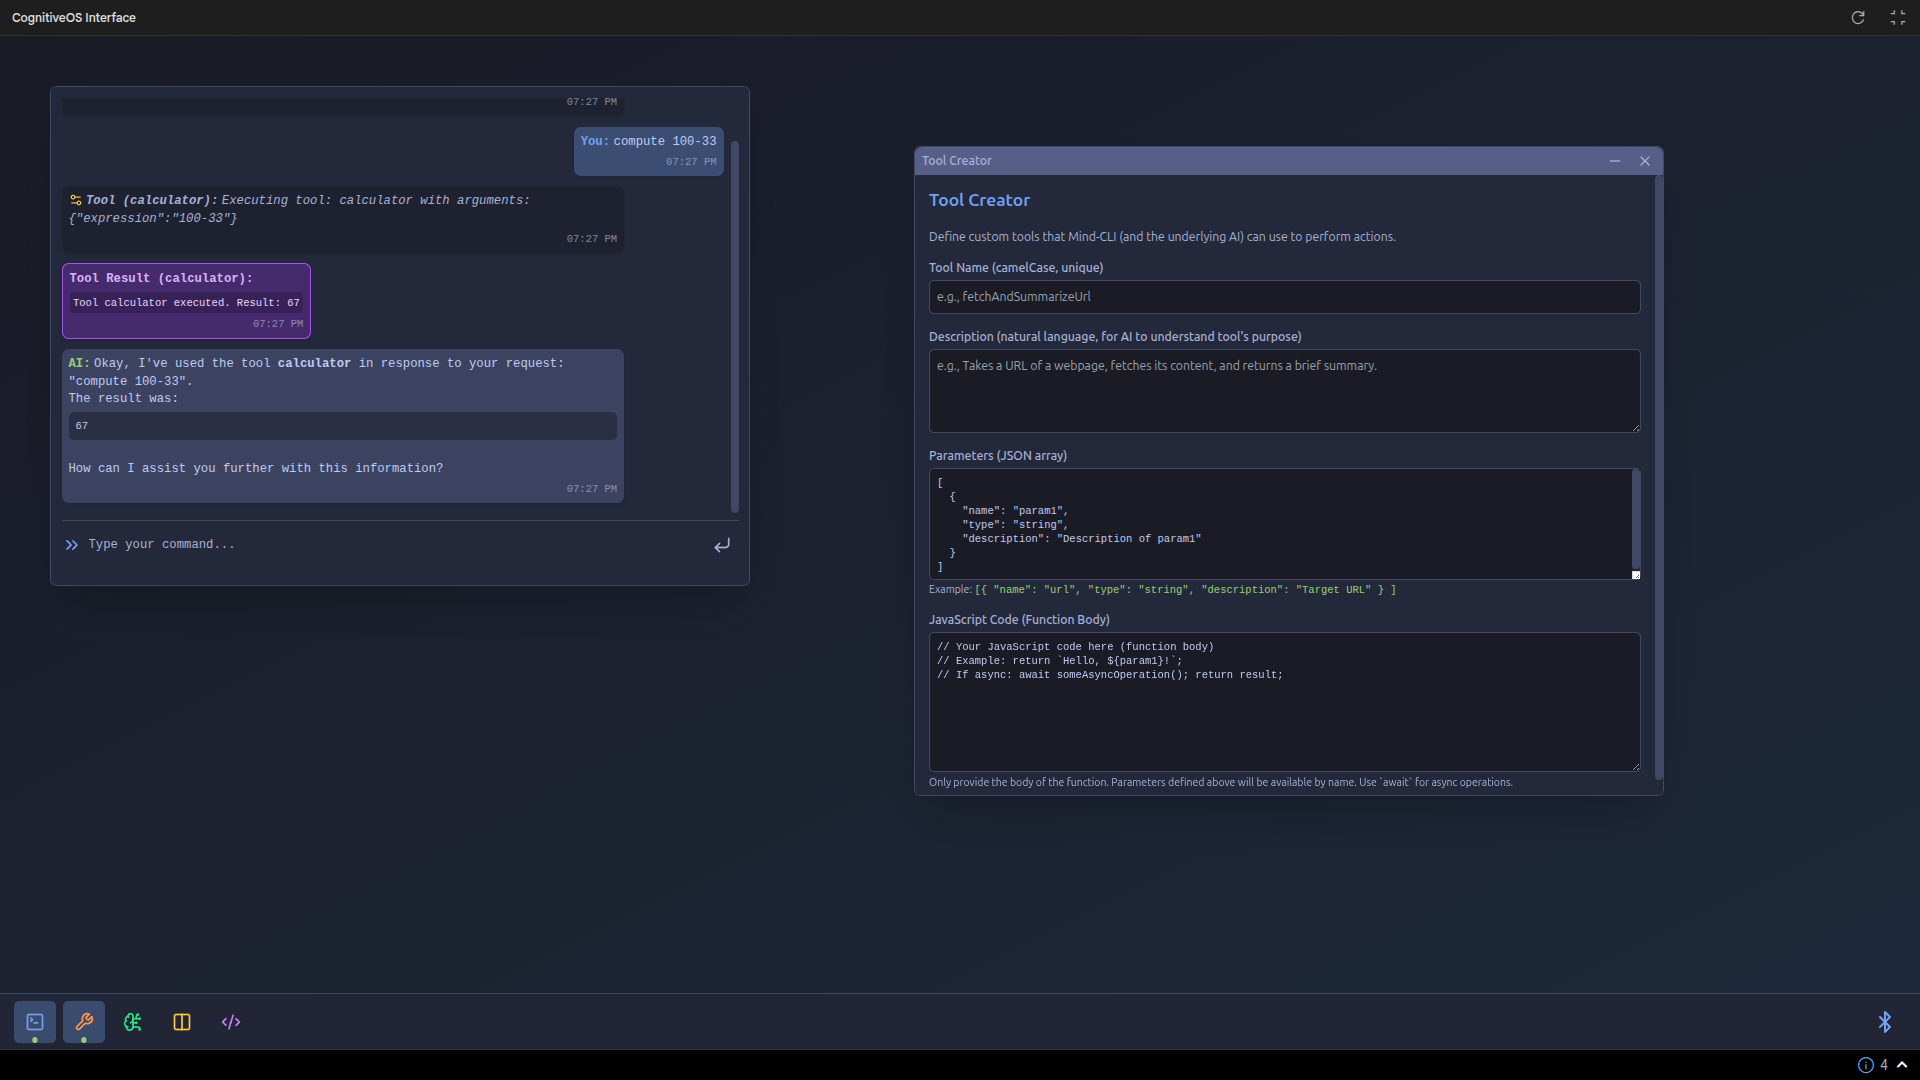 CognitiveOS Interface
07:27 PM
You: compute 100-33
07:27 PM
Tool (calculator): Executing tool: calculator with arguments:
{"expression":"100-33"}
07:27 PM
Tool Result (calculator):
Tool calculator executed. Result: 67
07:27 PM
AI: Okay, I've used the tool calculator in response to your request:
"compute 100-33".
The result was:
67
How can I assist you further with this information?
07:27 PM
Type your command...
Tool Creator
Tool Creator
Define custom tools that Mind-CLI (and the underlying AI) can use to perform actions.
Tool Name (camelCase, unique)
e.g., fetchAndSummarizeUrl
Description (natural language, for AI to understand tool's purpose)
e.g., Takes a URL of a webpage, fetches its content, and returns a brief summary.
Parameters (JSON array)
[
  {
    "name": "param1",
    "type": "string",
    "description": "Description of param1"
  }
]
Example: [{ "name": "url", "type": "string", "description": "Target URL" } ]
JavaScript Code (Function Body)
// Your JavaScript code here (function body)
// Example: return `Hello, ${param1}!`;
// If async: await someAsyncOperation(); return result;
Only provide the body of the function. Parameters defined above will be available by name. Use `await` for async operations.
4